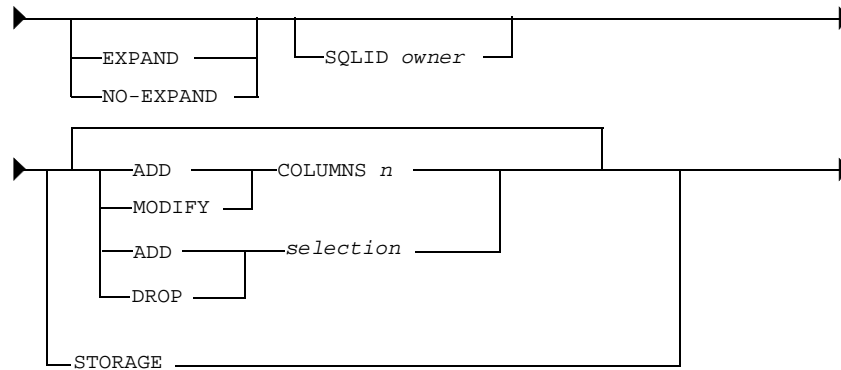 EXPAND
SQLID owner
NO-EXPAND
ADD
COLUMNS n
MODIFY
ADD
selection
DROP
STORAGE